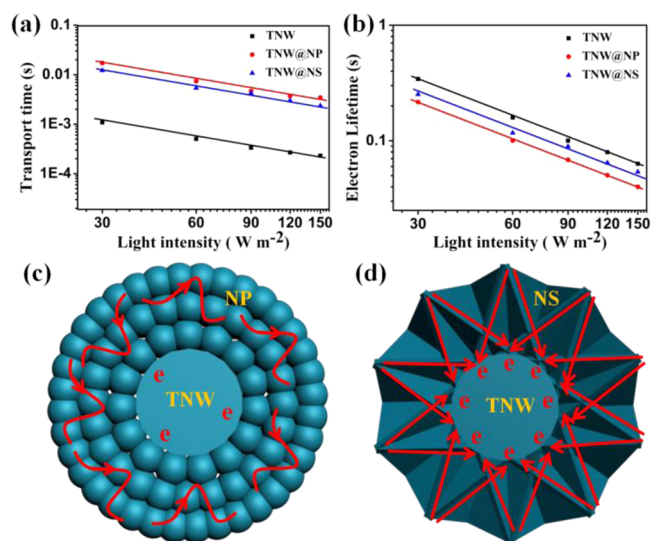 (a)
Transport time (s)
1E-3
1E-4
0.01
0.1
TNW
TNW@NP
TNW@NS
30
60
90
120
150
Light intensity ( W m-2)
(b)
Electron Lifetime (s)
1
0.1
TNW
TNW@NP
TNW@NS
30
60
90
120
150
Light intensity ( W m-2)
(c)
NP
e
TNW
e
e
(d)
NS
e
e
e
e
e
e
TNW
e
e
e
e
e
e